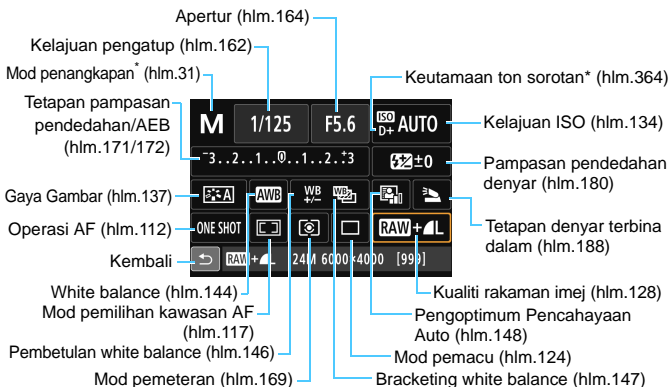 Apertur (hlm.164)
Kelajuan pengatup (hlm.162)
Mod penangkapan* (hlm.31)
Keutamaan ton sorotan* (hlm.364)
Tetapan pampasan
pendedahan/AEB
(hlm.171/172)
M 1/125 F5.6 ISO D+ AUTO
Kelajuan ISO (hlm.134)
-3..2..1..0..1..2.+3 ±0
Pampasan pendedahan
denyar (hlm.180)
Gaya Gambar (hlm.137)
A AWB WB +/- WB
Operasi AF (hlm.112)
ONE SHOT RAW+L
Tetapan denyar terbina
dalam (hlm.188)
Kembali
RAW+L 24M 6000×4000 [999]
White balance (hlm.144)
Kualiti rakaman imej (hlm.128)
Mod pemilihan kawasan AF
(hlm.117)
Pengoptimum Pencahayaan
Auto (hlm.148)
Pembetulan white balance (hlm.146)
Mod pemacu (hlm.124)
Mod pemeteran (hlm.169)
Bracketing white balance (hlm.147)